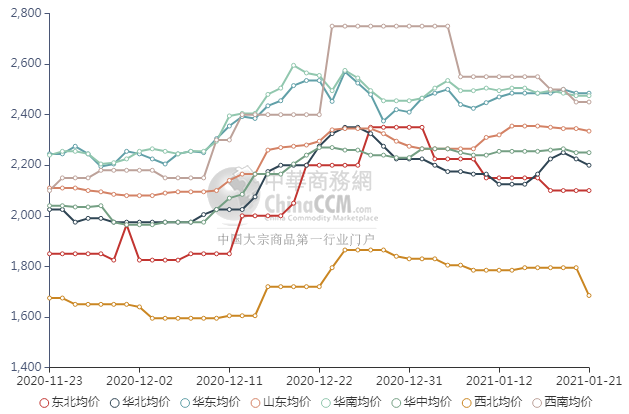 2,800
2,600
2,400
2,200
2,000
1,800
1,600
1,400
中華商務網
ChinaCCM.com
China Commodity Marketplace
中国大宗商品第一行业门户
2020-11-23 2020-12-02 2020-12-11 2020-12-22 2020-12-31 2021-01-12 2021-01-21
东北均价 华北均价 华东均价 山东均价 华南均价 华中均价 西北均价 西南均价